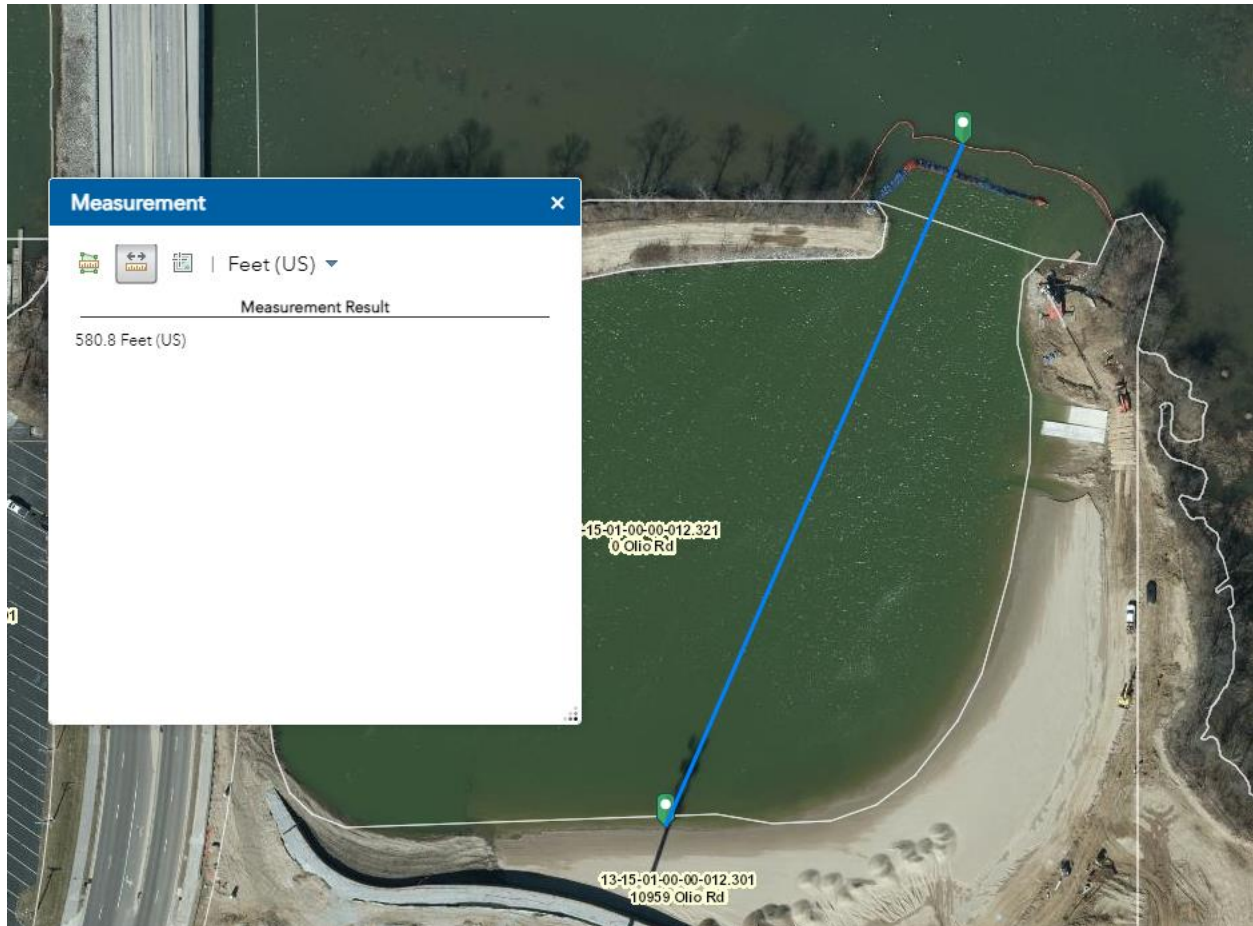 Measurement
Feet (US)
Measurement Result
580.8 Feet (US)
-15-01-00-00-012.321
0 Olio Rd
13-15-01-00-00-012.301
10959 Olio Rd